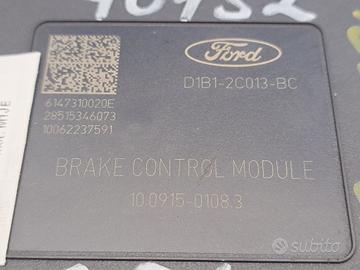 Ford
D1B1-2C013-BC
6147310020E
28515346073
10062237591
BRAKE CONTROL MODULE
10.0915-0108.3
subito